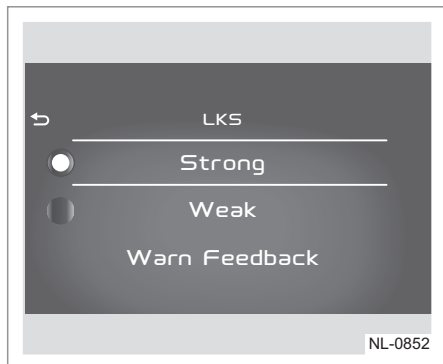 LKS
Strong
Weak
Warn Feedback
NL-0852